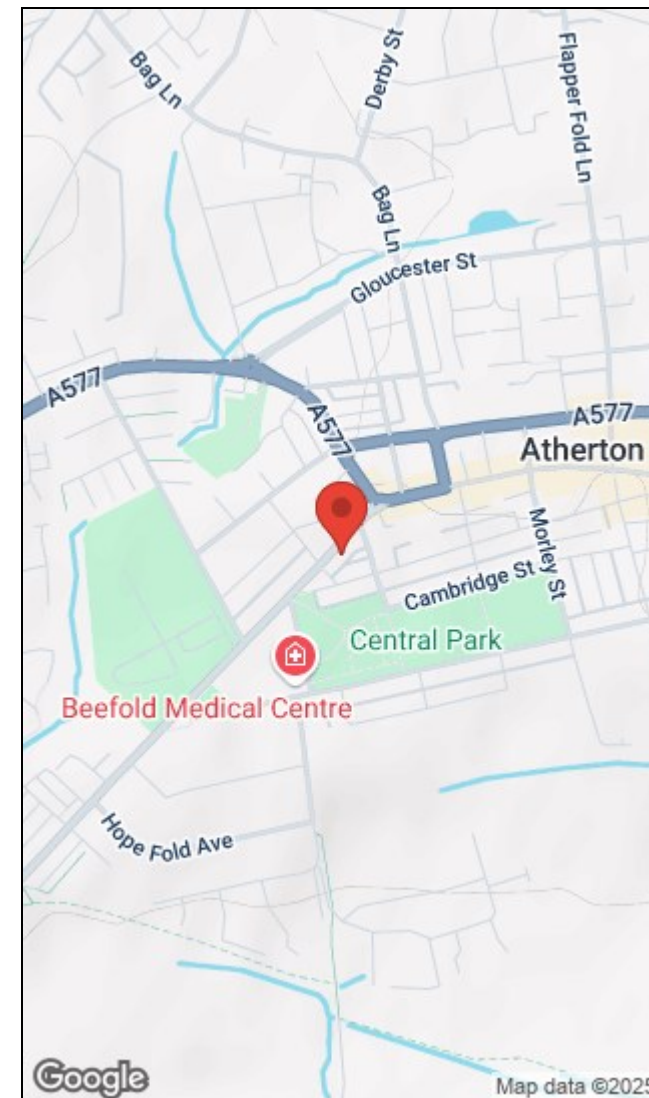 Bag Ln
Derby St
Flapper Fold Ln
Bag Ln
Gloucester St
A577
A577
A577
Atherton
Morley St
Cambridge St
Central Park
Beefold Medical Centre
Hope Fold Ave
Google
Map data ©2025